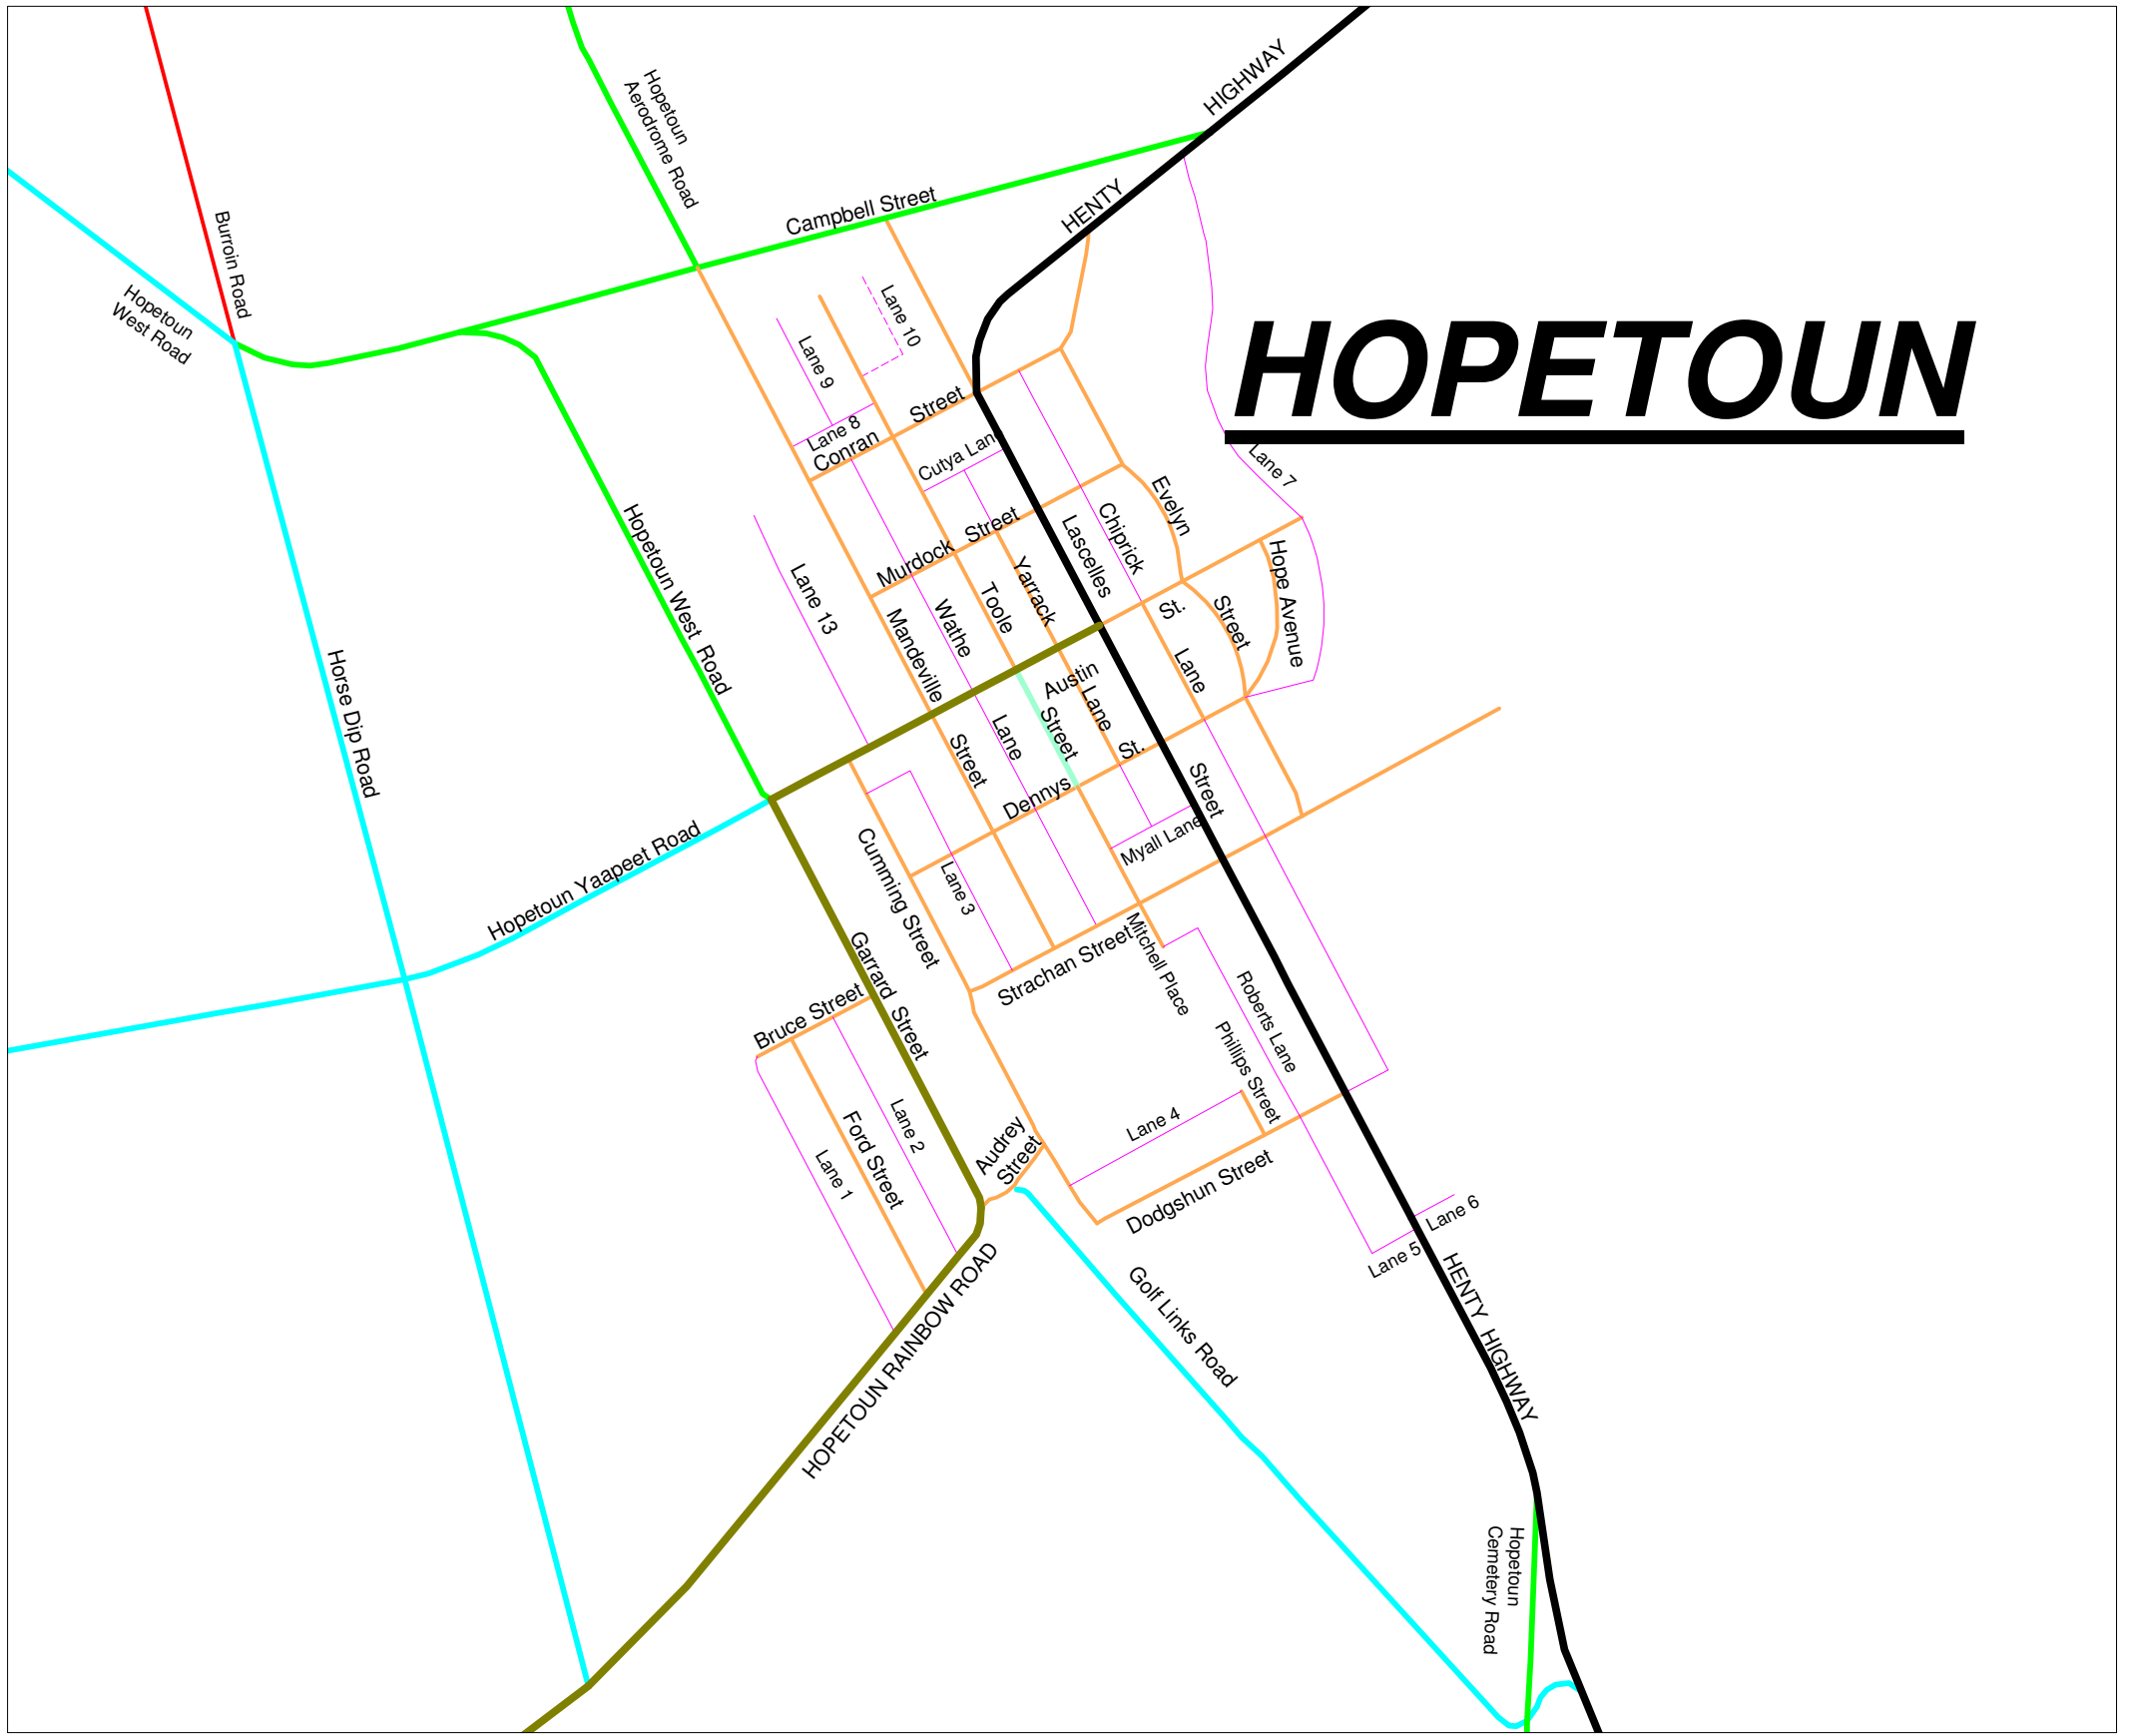 HIGHWAY
Hopetoun
Aerodrome Road
HENTY
Campbell Street
Burroin Road
Hopetoun
West Road
Lane 10
Lane 9
HOPETOUN
Lane 8
Conran Street
Cutya Lan
Lane 7
Evelyn Street
Chiprick Lane
Lascelles Street
Murdock Street
Hope Avenue
Hopetoun West Road
Lane 13
Yarrack Lane
Toole Street
Wathe Lane
Mandeville Street
Austin St.
Horse Dip Road
Dennys St.
Myall Lane
Hopetoun Yaapeet Road
Cumming Street
Lane 3
Garrard Street
Strachan Street
Mitchell Place
Roberts Lane
Phillips Street
Bruce Street
Lane 2
Ford Street
Lane 1
Audrey
Street
Lane 4
Dodgshun Street
Lane 6
Lane 5
HENTY HIGHWAY
HOPETOUN RAINBOW ROAD
Golf Links Road
Hopetoun
Cemetery Road